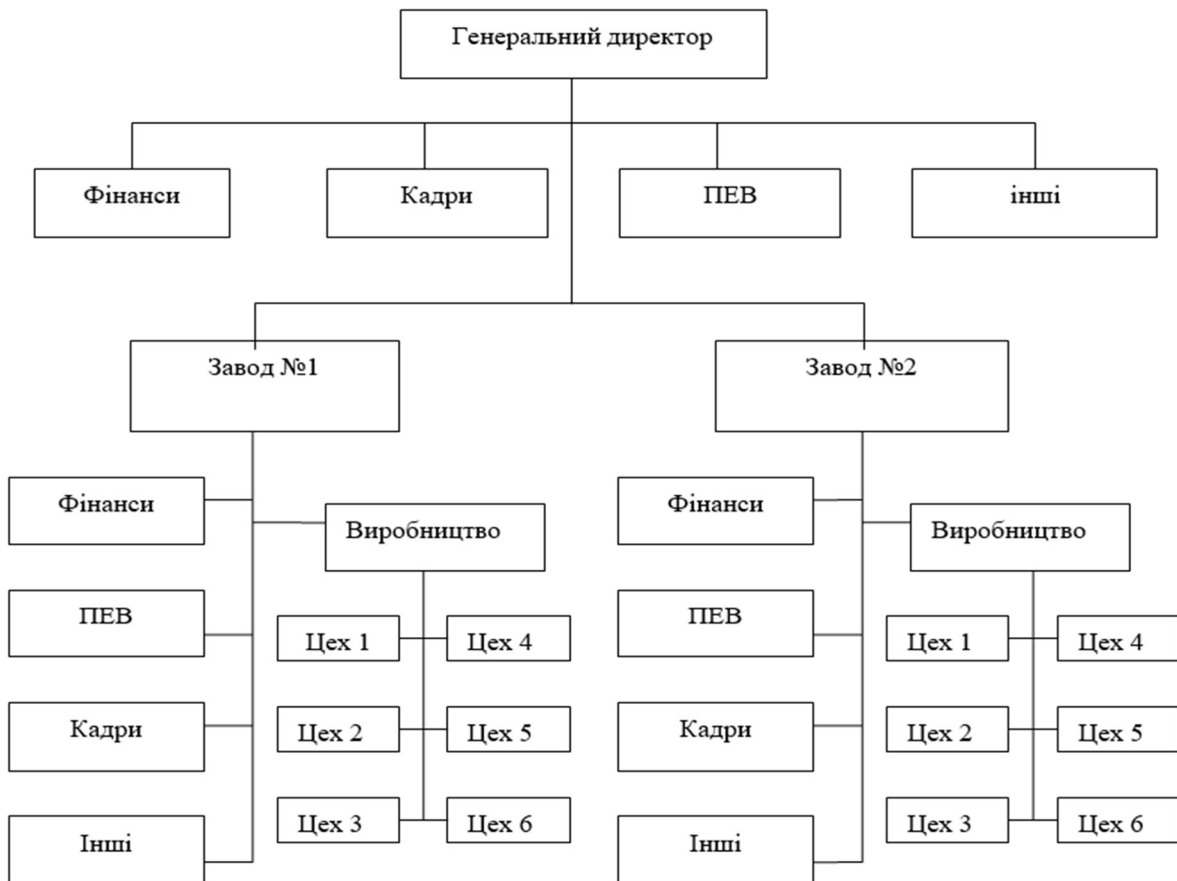 Генеральний директор
Фінанси
Кадри
ПЕВ
інші
Завод №1
Завод №2
Фінанси
Виробництво
ПЕВ
Цех 1
Цех 4
Кадри
Цех 2
Цех 5
Цех 3
Цех 6
Інші
Фінанси
Виробництво
ПЕВ
Цех 1
Цех 4
Кадри
Цех 2
Цех 5
Цех 3
Цех 6
Інші